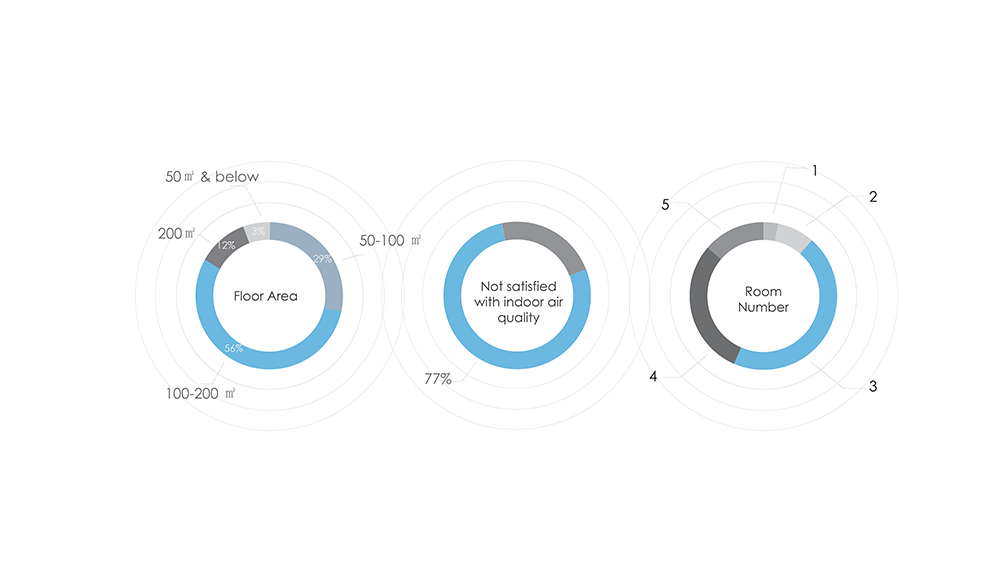 50㎡ & below
200㎡
12%
3%
29%
50-100 ㎡
Floor Area
56%
100-200 ㎡
Not satisfied
with indoor air
quality
77%
1
2
5
Room
Number
4
3